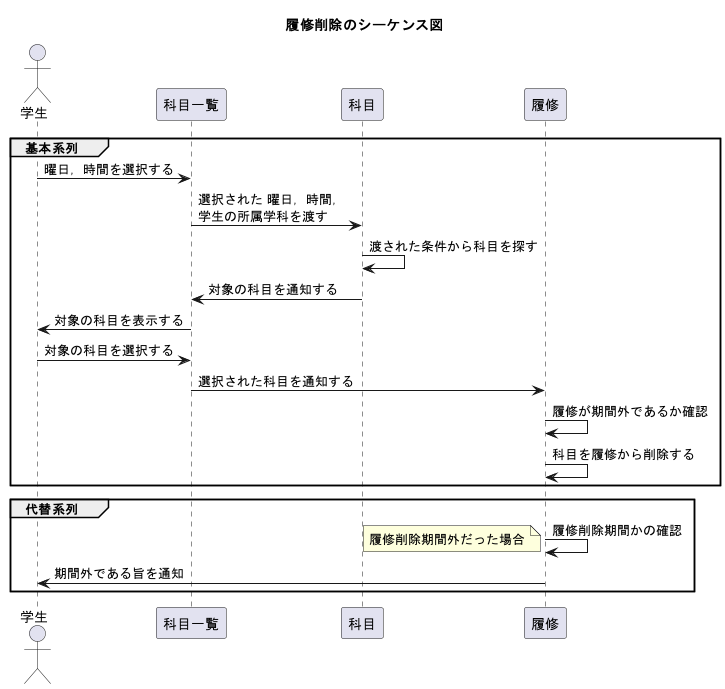 履修削除のシーケンス図
学生
科目一覧
科目
履修
基本系列
曜日，時間を選択する
選択された 曜日，時間，
学生の所属学科を渡す
渡された条件から科目を探す
対象の科目を通知する
対象の科目を表示する
対象の科目を選択する
選択された科目を通知する
履修が期間外であるか確認
科目を履修から削除する
代替系列
履修削除期間外だった場合
履修削除期間かの確認
期間外である旨を通知
学生
科目一覧
科目
履修